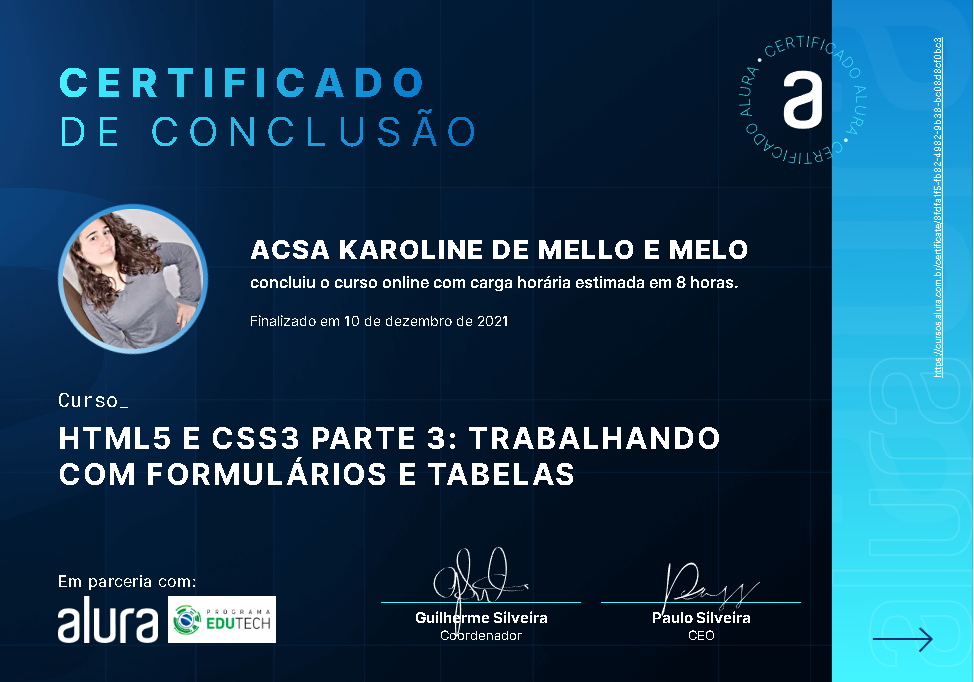 CERTIFICADO
DE CONCLUSÃO
CERTIFICADO ALURA • CERTIFICADO ALURA •
a
ACSA KAROLINE DE MELLO E MELO
concluiu o curso online com carga horária estimada em 8 horas.
Finalizado em 10 de dezembro de 2021
Curso_
HTML5 E CSS3 PARTE 3: TRABALHANDO
COM FORMULÁRIOS E TABELAS
Em parceria com:
alura
PROGRAMA
EDUTECH
Guilherme Silveira
Coordenador
Paulo Silveira
CEO
alura